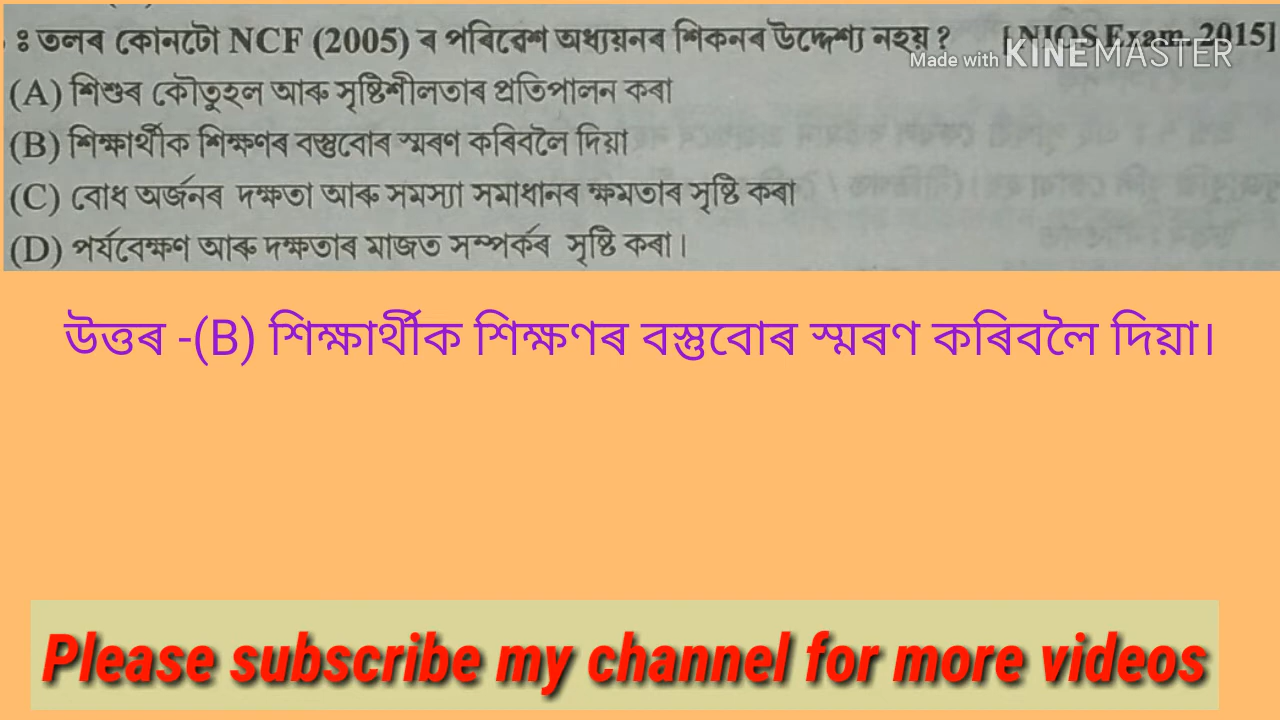 ঃ তলৰ কোনটো NCF (2005) ৰ পৰিৱেশ অধ্যয়নৰ শিকনৰ উদ্দেশ্য নহয় ? [ NIOS Exam. 2015]
Made with KINEMASTER
(A) শিশুৰ কৌতুহল আৰু সৃষ্টিশীলতাৰ প্ৰতিপালন কৰা
(B) শিক্ষাৰ্থীক শিক্ষণৰ বস্তুবোৰ স্মৰণ কৰিবলৈ দিয়া
(C) বোধ অৰ্জনৰ দক্ষতা আৰু সমস্যা সমাধানৰ ক্ষমতাৰ সৃষ্টি কৰা
(D) পৰ্যবেক্ষণ আৰু দক্ষতাৰ মাজত সম্পৰ্কৰ সৃষ্টি কৰা।
উত্তৰ -(B) শিক্ষাৰ্থীক শিক্ষণৰ বস্তুবোৰ স্মৰণ কৰিবলৈ দিয়া।
Please subscribe my channel for more videos